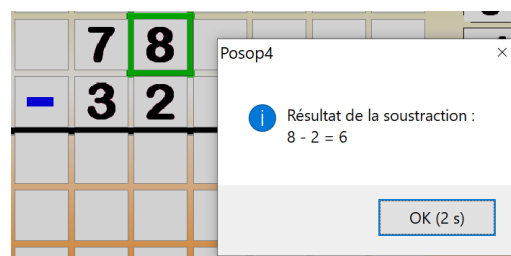 7 8
- 3 2
Posop4
Résultat de la soustraction :
8 - 2 = 6
OK (2 s)